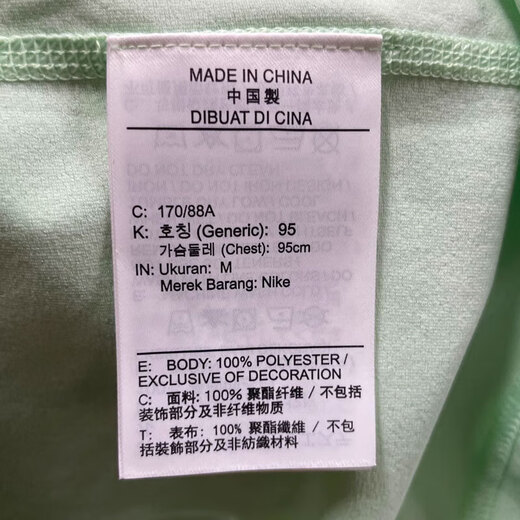 MADE IN CHINA
中国製
DIBUAT DI CINA
C: 170/88A
K: 호칭 (Generic): 95
가슴둘레 (Chest): 95cm
IN: Ukuran: M
Merek Barang: Nike
E: BODY: 100% POLYESTER /
EXCLUSIVE OF DECORATION
C: 面料: 100% 聚酯纤维 / 不包括
装饰部分及非纤维物质
T: 表布: 100% 聚酯纖維 / 不包
括裝飾部分及非紡織材料